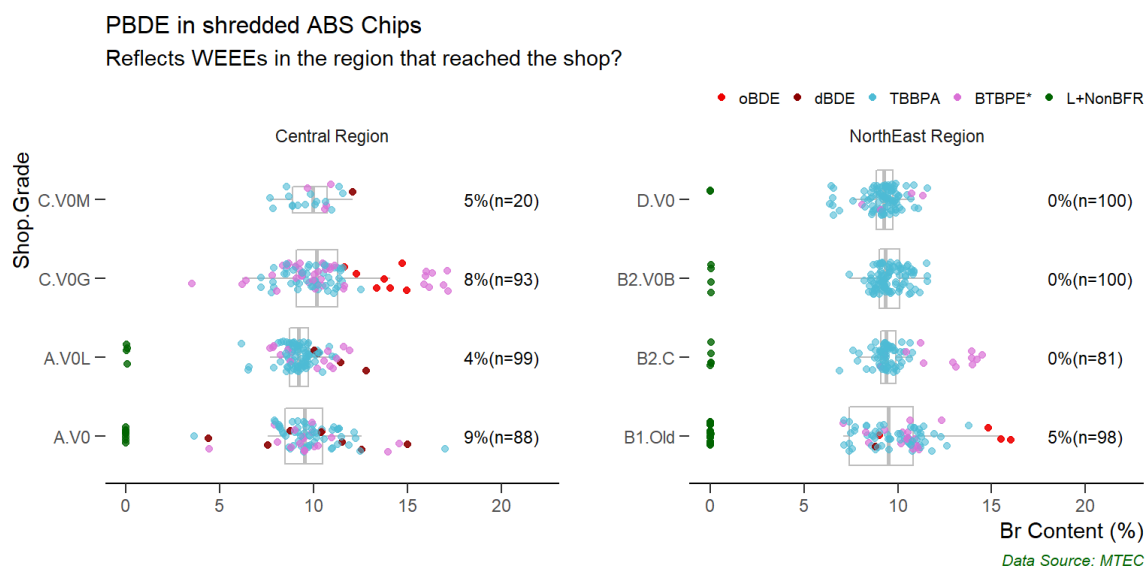 PBDE in shredded ABS Chips
Reflects WEEEs in the region that reached the shop?
oBDE dBDE TBBPA BTBPE* L+NonBFR
Central Region
NorthEast Region
Shop.Grade
C.V0M 5%(n=20)
C.V0G 8%(n=93)
A.V0L 4%(n=99)
A.V0 9%(n=88)
0 5 10 15 20
D.V0 0%(n=100)
B2.V0B 0%(n=100)
B2.C 0%(n=81)
B1.Old 5%(n=98)
0 5 10 15 20
Br Content (%)
Data Source: MTEC